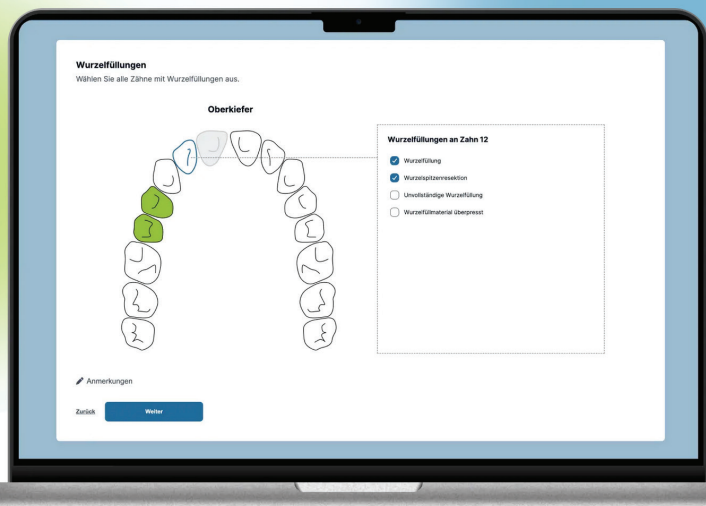 Wurzelfüllungen
Wählen Sie alle Zähne mit Wurzelfüllungen aus.
Oberkiefer
Wurzelfüllungen an Zahn 12
Wurzelfüllung
Wurzelspitzenresektion
Unvollständige Wurzelfüllung
Wurzelfüllmaterial überpresst
Anmerkungen
Zurück
Weiter